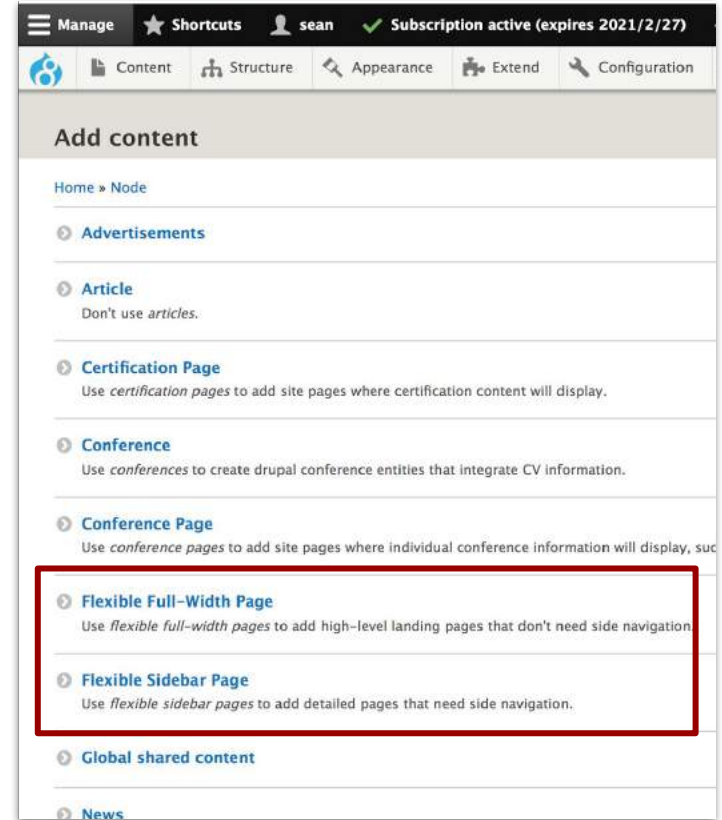 Manage Shortcuts sean Subscription active (expires 2021/2/27)
Content Structure Appearance Extend Configuration
Add content
Home » Node
Advertisements
Article
Don't use articles.
Certification Page
Use certification pages to add site pages where certification content will display.
Conference
Use conferences to create drupal conference entities that integrate CV information.
Conference Page
Use conference pages to add site pages where individual conference information will display, suc
Flexible Full-Width Page
Use flexible full-width pages to add high-level landing pages that don't need side navigation.
Flexible Sidebar Page
Use flexible sidebar pages to add detailed pages that need side navigation.
Global shared content
News